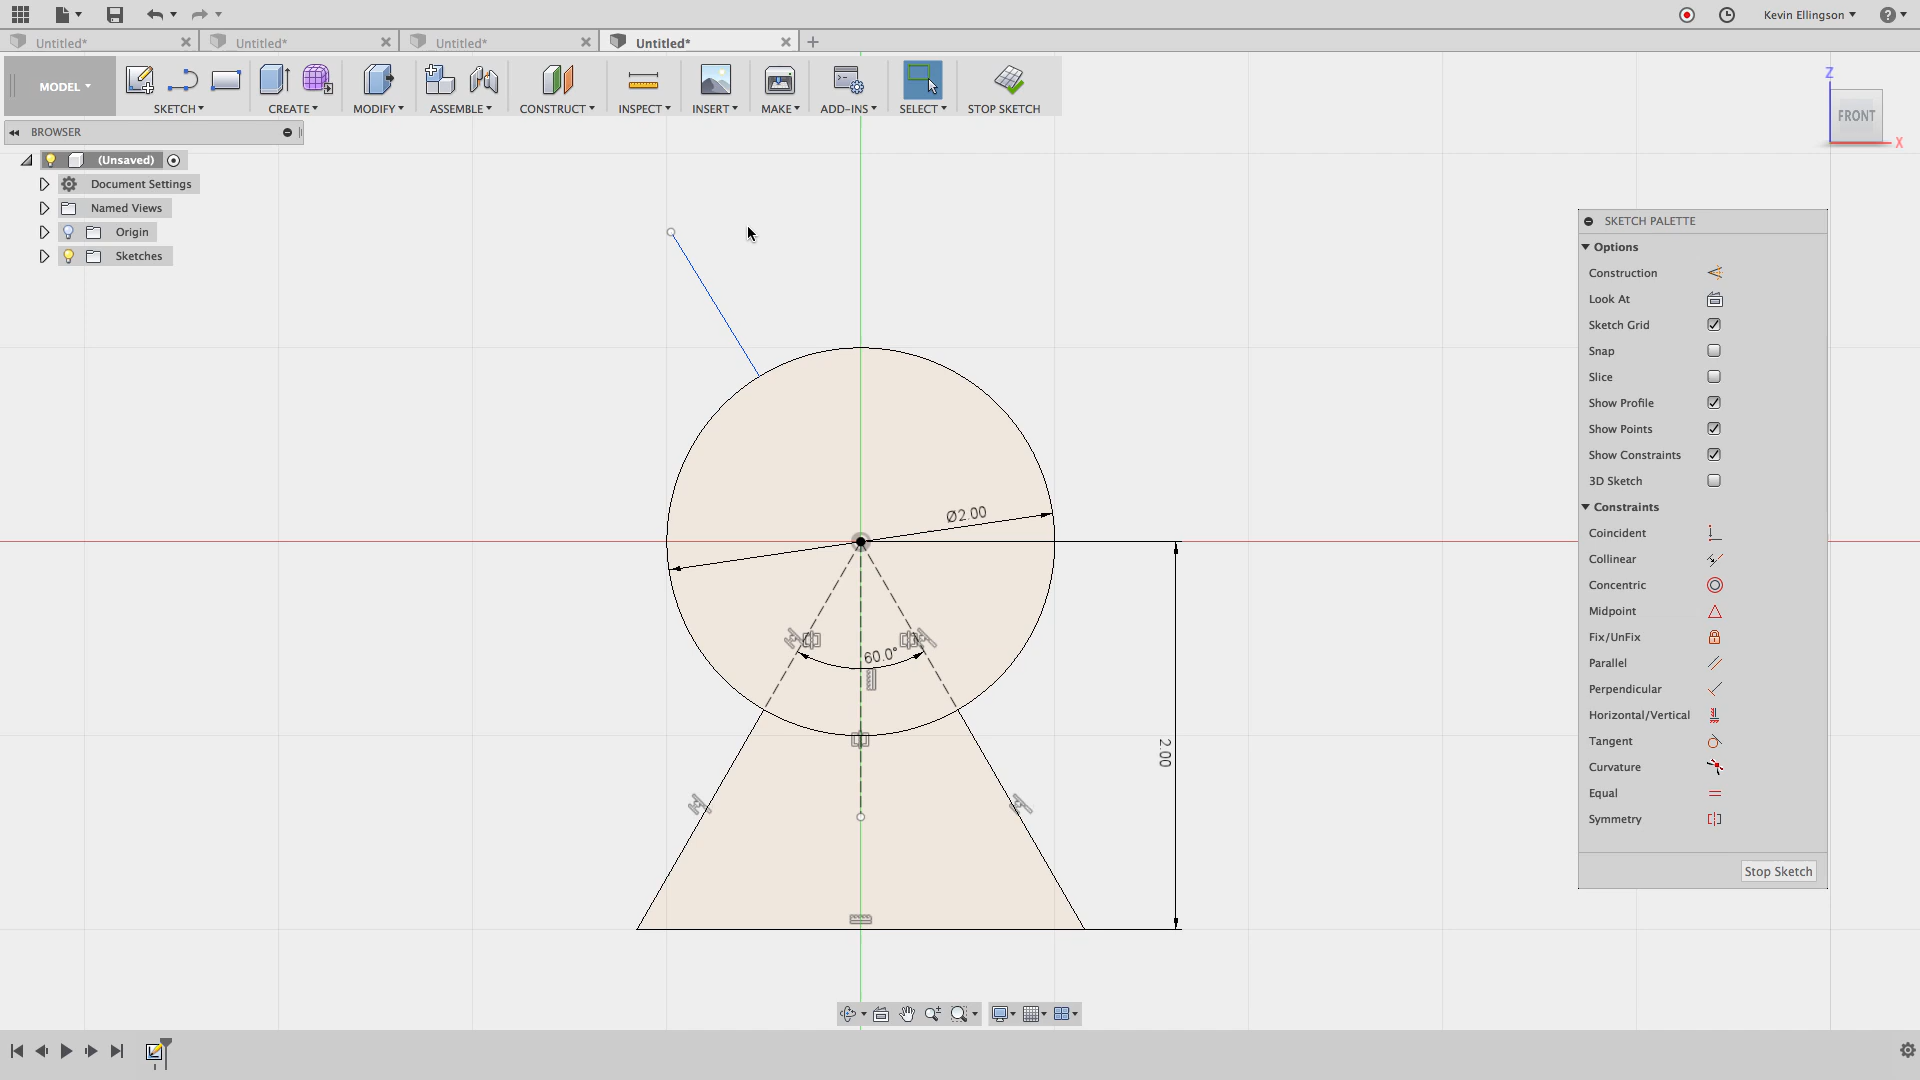 Kevin Ellingson
Untitled*
Untitled*
Untitled*
Untitled*
MODEL
SKETCH
CREATE
MODIFY
ASSEMBLE
CONSTRUCT
INSPECT
INSERT
MAKE
ADD-INS
SELECT
STOP SKETCH
Z
FRONT
X
BROWSER
(Unsaved)
Document Settings
Named Views
Origin
Sketches
SKETCH PALETTE
Options
Construction
Look At
Sketch Grid
Snap
Slice
Show Profile
Show Points
Show Constraints
3D Sketch
Constraints
Coincident
Collinear
Concentric
Midpoint
Fix/UnFix
Parallel
Perpendicular
Horizontal/Vertical
Tangent
Curvature
Equal
Symmetry
Stop Sketch
Ø2.00
60.0°
2.00